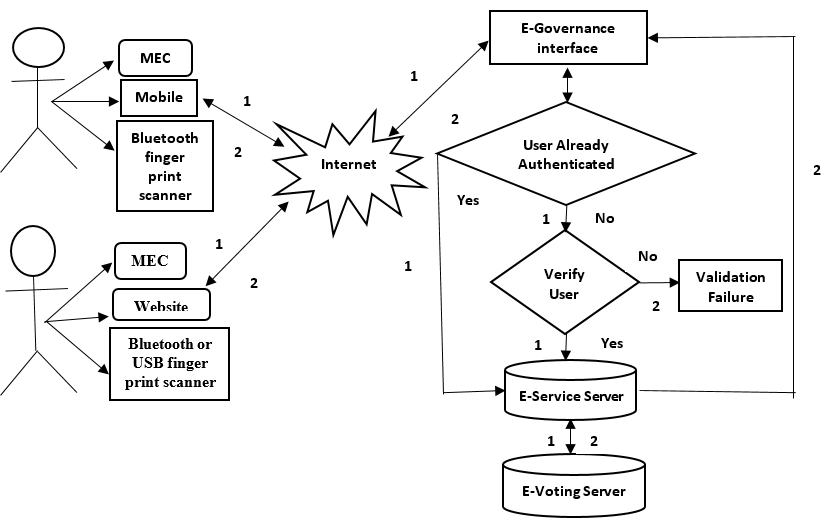 MEC
Mobile
Bluetooth
finger
print
scanner
1
2
MEC
Website
Bluetooth or
USB finger
print scanner
1
2
Internet
1
2
E-Governance
interface
User Already
Authenticated
Yes
1
No
1
Verify
User
No
2
Validation
Failure
1
Yes
E-Service Server
2
1
2
E-Voting Server